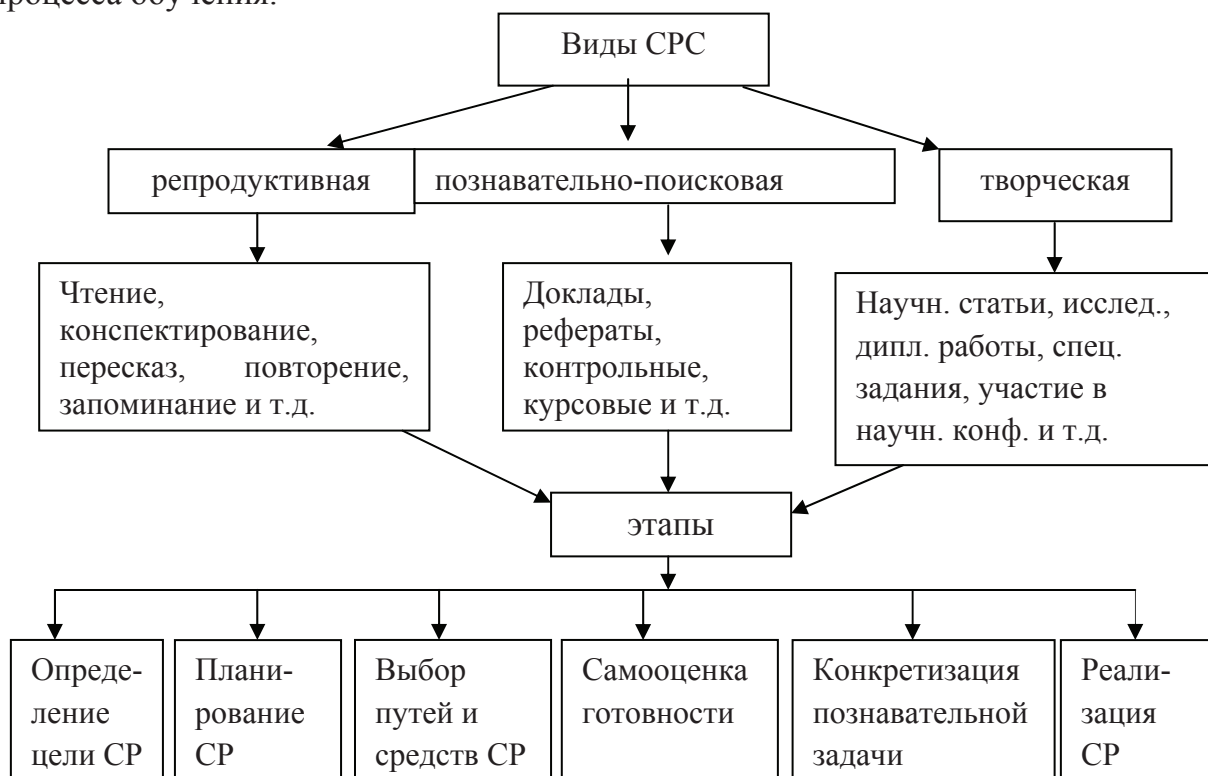 процесса обучения.
Виды СРС
репродуктивная
познавательно-поисковая
творческая
Чтение,
конспектирование,
пересказ, повторение,
запоминание и т.д.
Доклады,
рефераты,
контрольные,
курсовые и т.д.
Научн. статьи, исслед.,
дипл. работы, спец.
задания, участие в
научн. конф. и т.д.
этапы
Опреде-
ление
цели СР
Плани-
рование
СР
Выбор
путей и
средств СР
Самооценка
готовности
Конкретизация
познавательной
задачи
Реали-
зация
СР